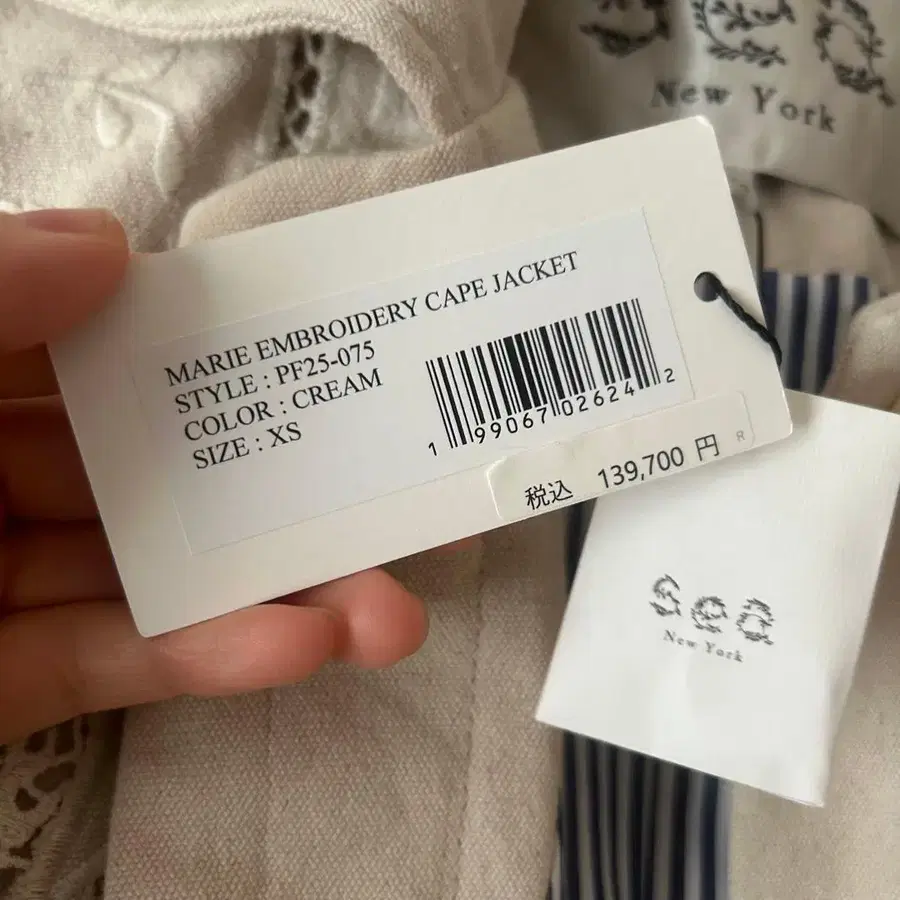 sea
New York
MARIE EMBROIDERY CAPE JACKET
STYLE : PF25-075
COLOR : CREAM
SIZE : XS
1 99067 02624 2
税込 139,700 円
R
sea
New York